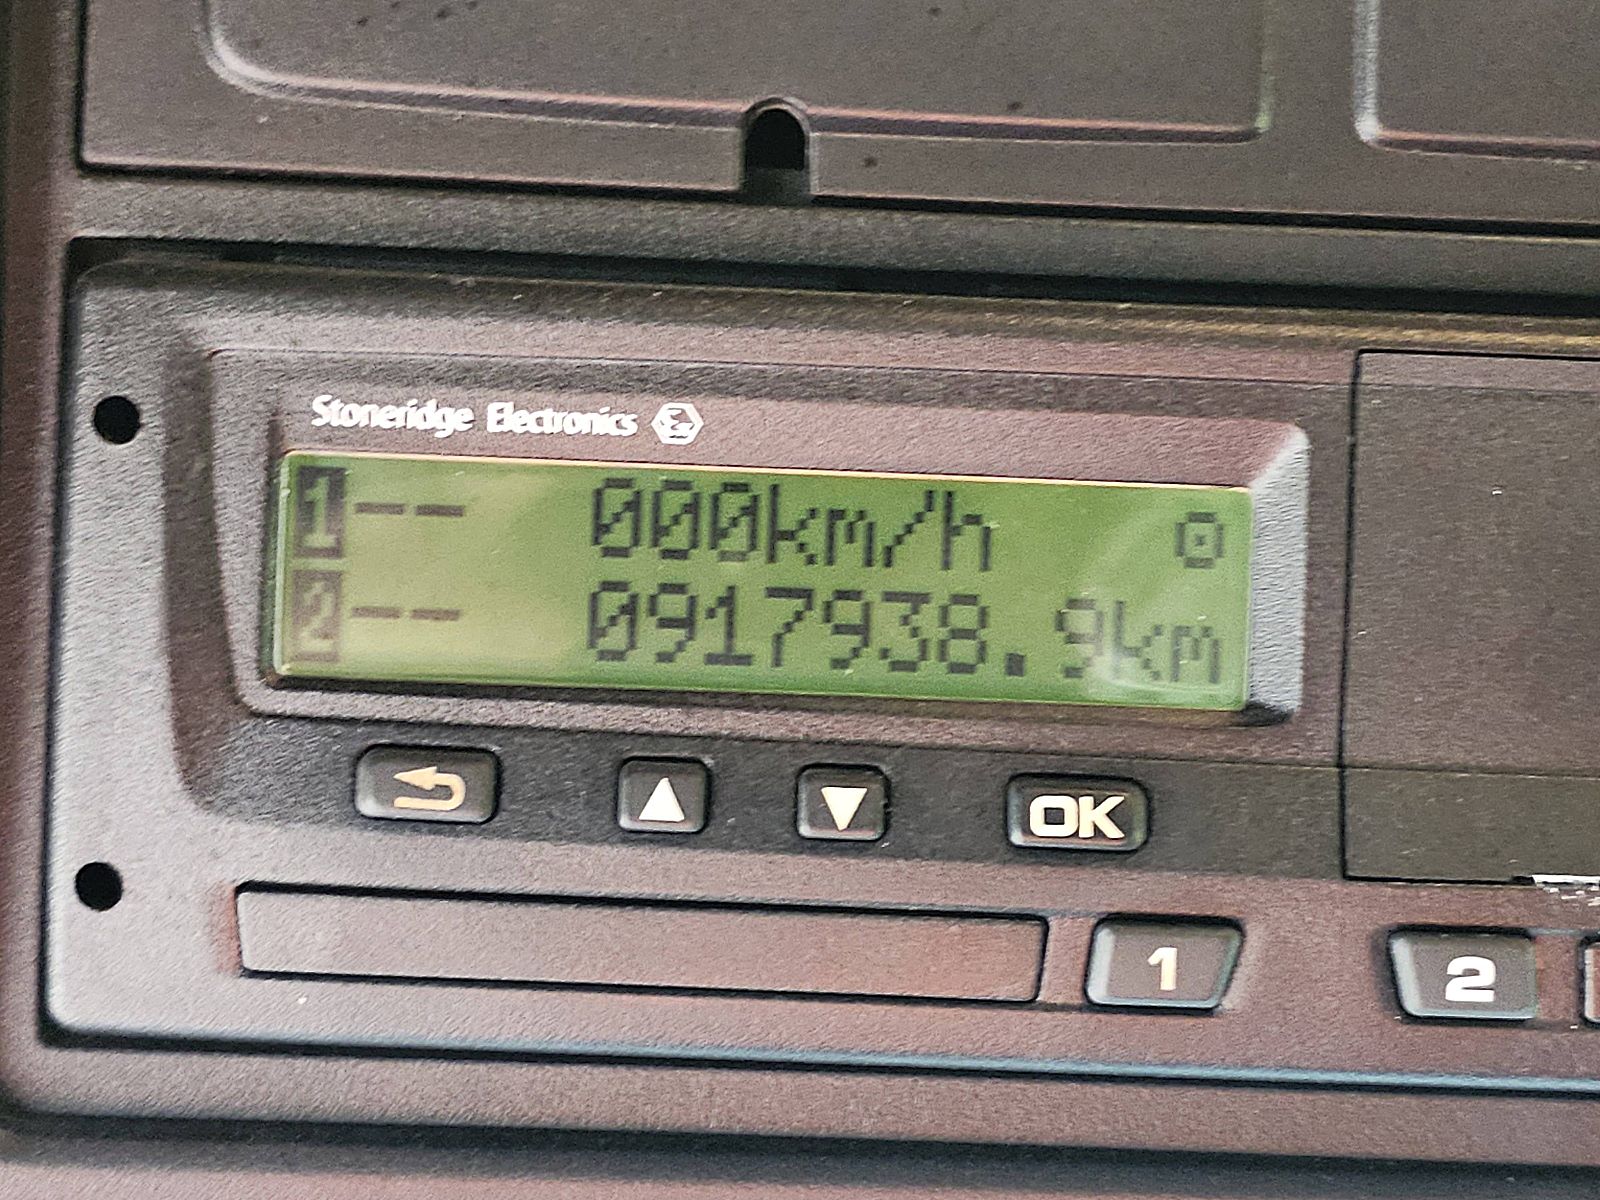 Stoneridge Electronics
1-- 000km/h
2-- 0917938.9km
OK
1
2